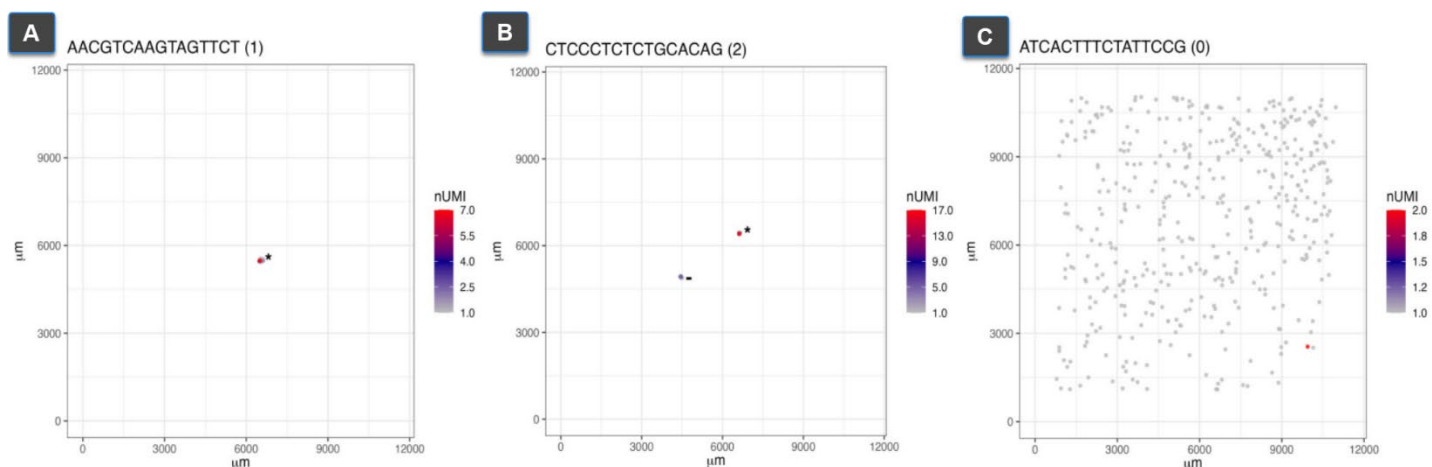 A
AACGTCAAGTAGTTCT (1)
12000
9000
6000
3000
0
μm
0 3000 6000 9000 12000
μm
*
nUMI
7.0
5.5
4.0
2.5
1.0
B
CTCCCTCTCTGCACAG (2)
12000
9000
6000
3000
0
μm
0 3000 6000 9000 12000
μm
*
-
nUMI
17.0
13.0
9.0
5.0
1.0
C
ATCACTTTCTATTCCG (0)
12000
9000
6000
3000
0
μm
0 3000 6000 9000 12000
μm
nUMI
2.0
1.8
1.5
1.2
1.0